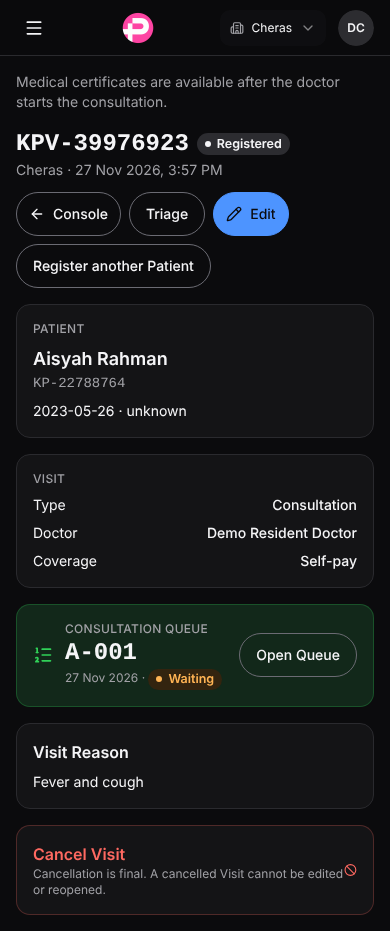 Cheras
DC
Medical certificates are available after the doctor
starts the consultation.
KPV-39976923 Registered
Cheras · 27 Nov 2026, 3:57 PM
Console Triage Edit
Register another Patient
PATIENT
Aisyah Rahman
KP-22788764
2023-05-26 · unknown
VISIT
Type Consultation
Doctor Demo Resident Doctor
Coverage Self-pay
CONSULTATION QUEUE
A-001
Open Queue
27 Nov 2026 · Waiting
Visit Reason
Fever and cough
Cancel Visit
Cancellation is final. A cancelled Visit cannot be edited
or reopened.